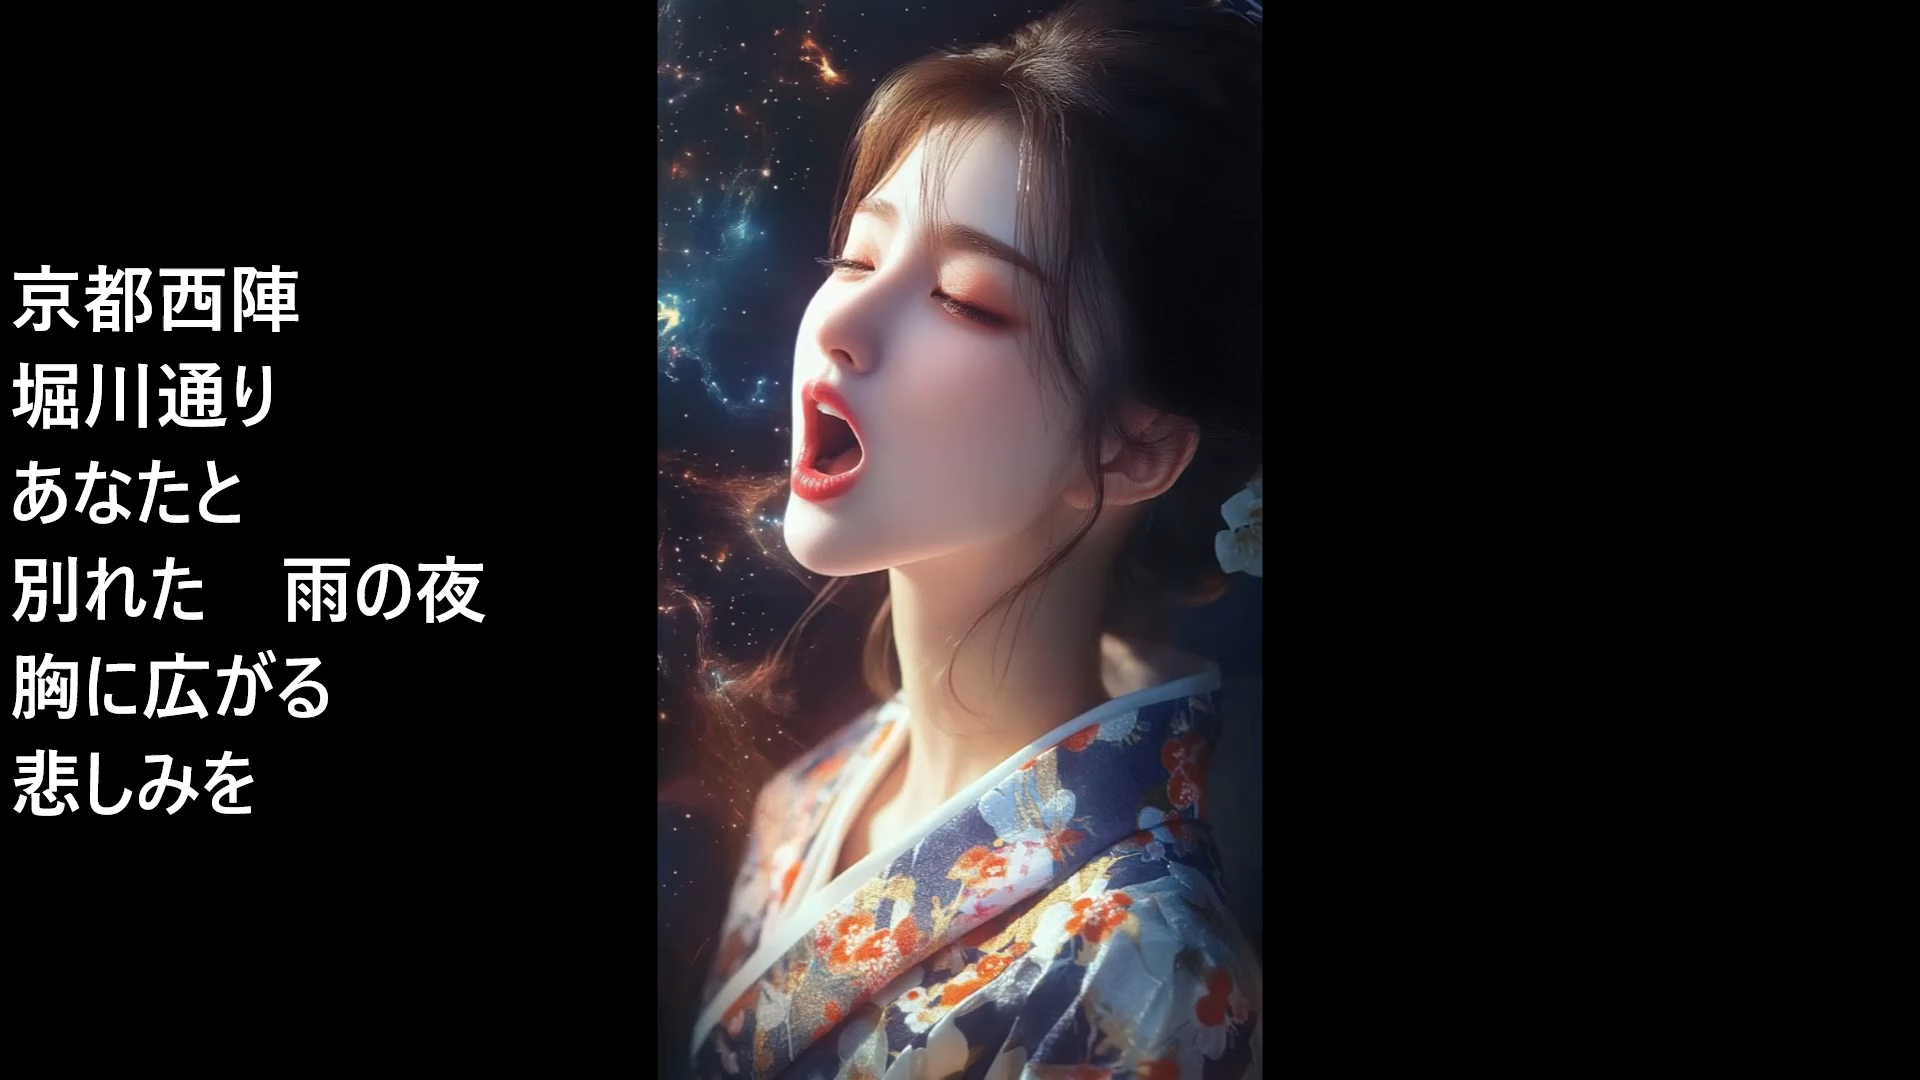 京都西陣
堀川通り
あなたと
別れた　雨の夜
胸に広がる
悲しみを